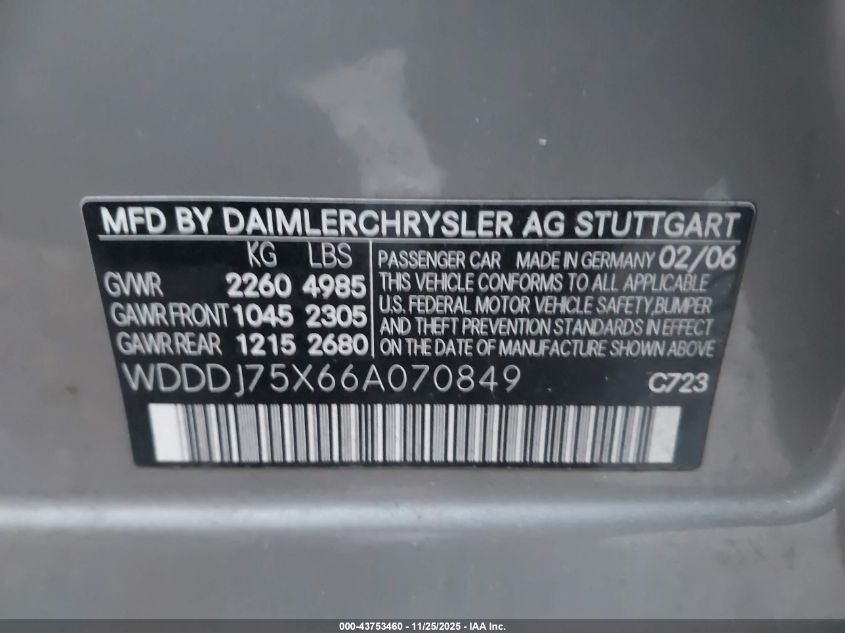 MFD BY DAIMLERCHRYSLER AG STUTTGART
KG LBS
GVWR 2260 4985
GAWR FRONT 1045 2305
GAWR REAR 1215 2680
PASSENGER CAR MADE IN GERMANY 02/06
THIS VEHICLE CONFORMS TO ALL APPLICABLE
U.S. FEDERAL MOTOR VEHICLE SAFETY,BUMPER
AND THEFT PREVENTION STANDARDS IN EFFECT
ON THE DATE OF MANUFACTURE SHOWN ABOVE
WDDDJ75X66A070849 C723
000-43753460 - 11/25/2025 - IAA Inc.